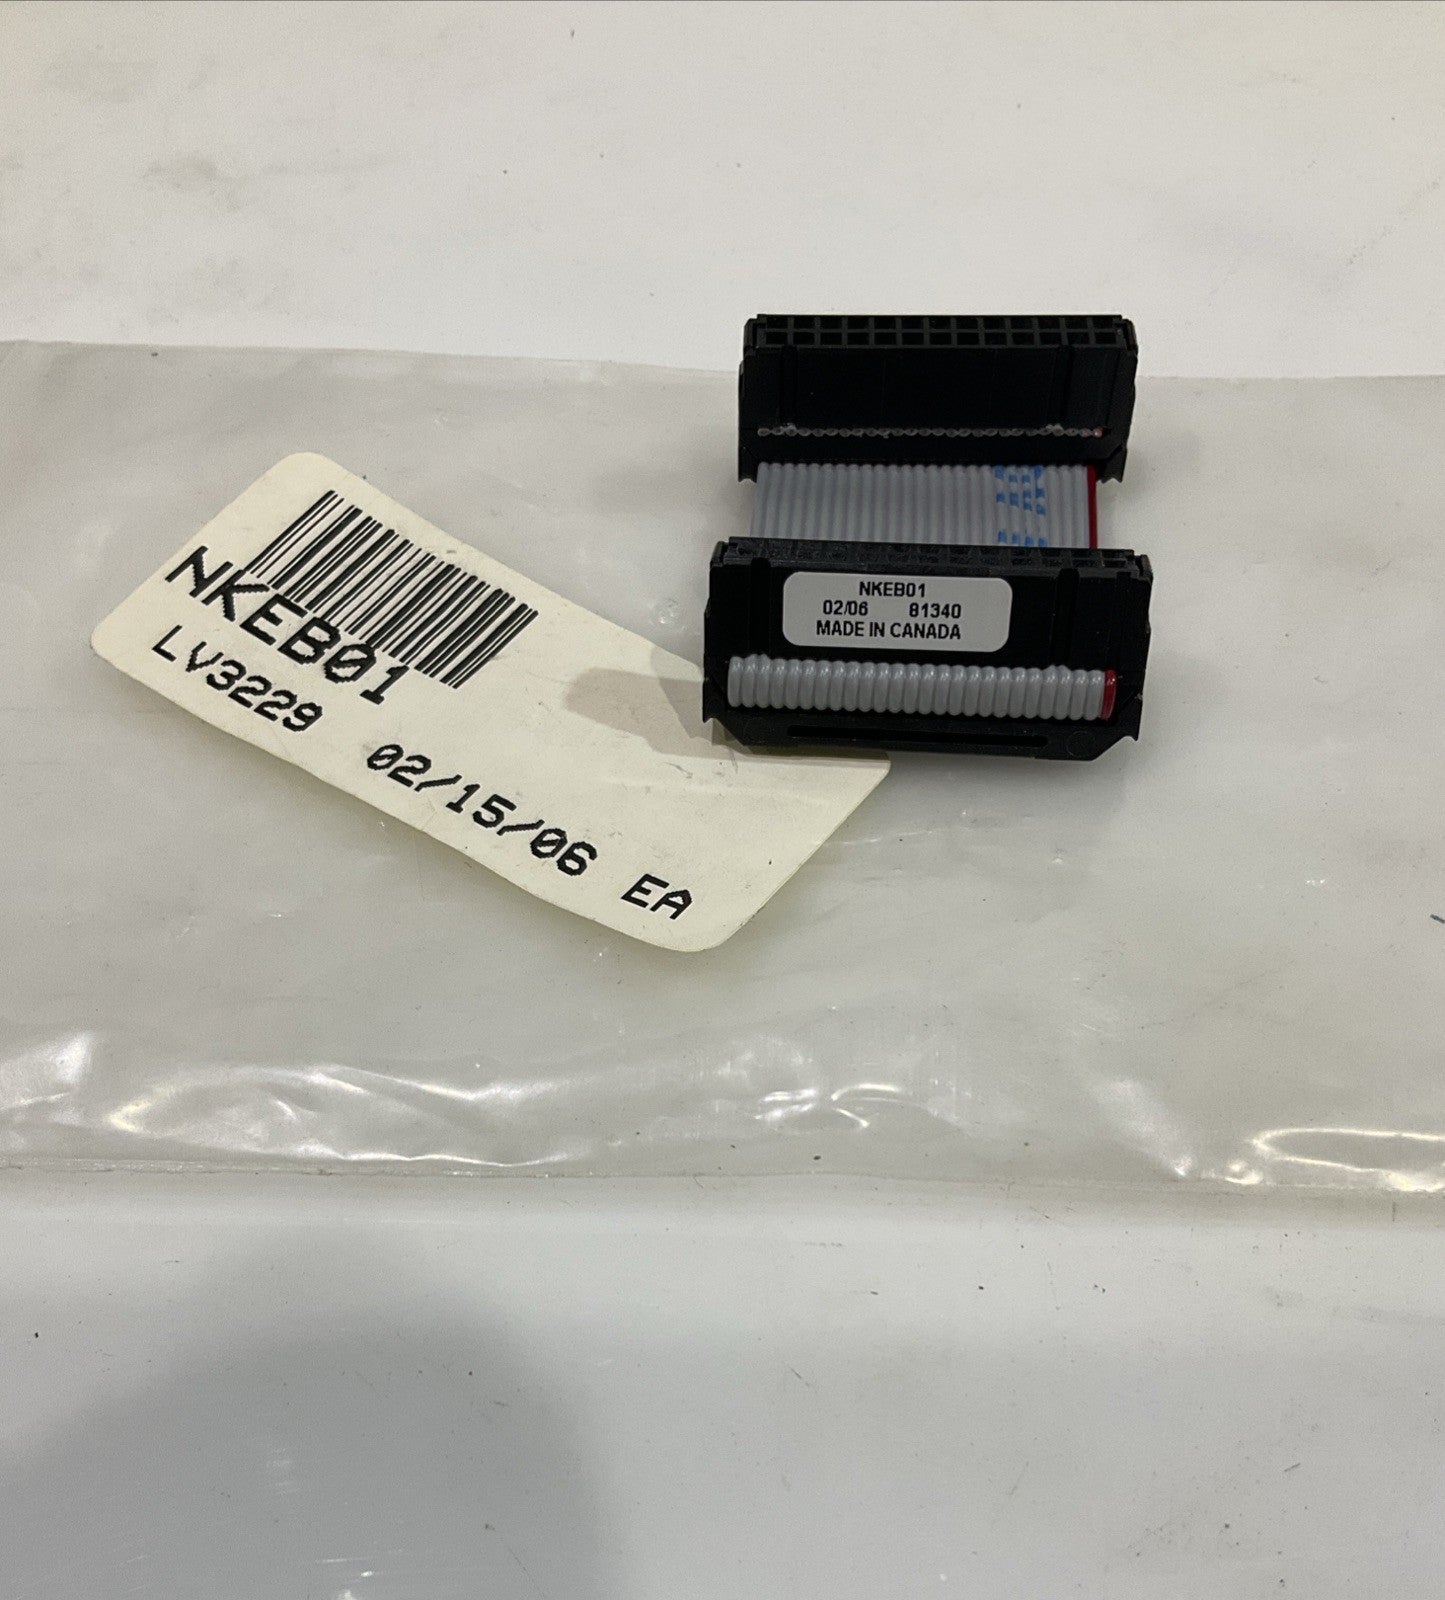 NKEB01
LV3229 02/15/06 EA
NKEB01
02/06 81340
MADE IN CANADA